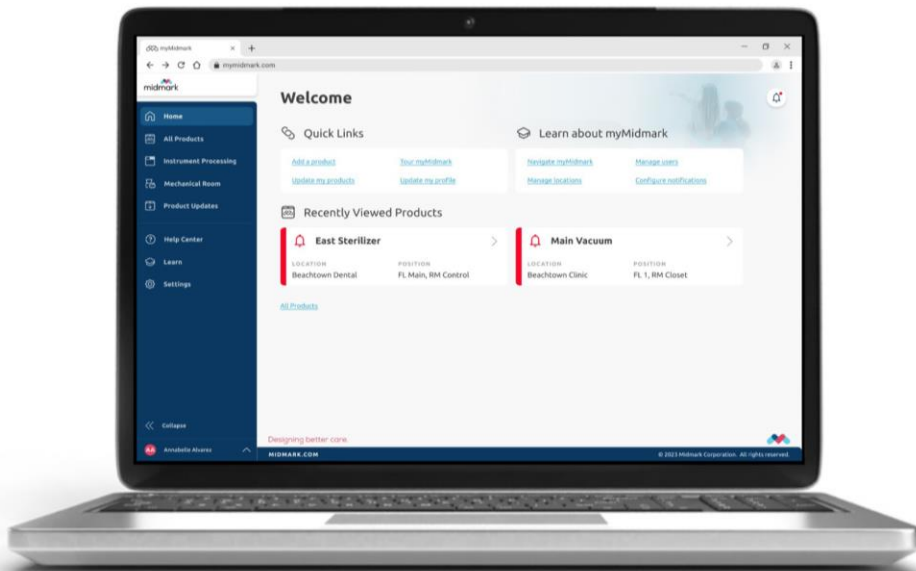 myMidmark
mymidmark.com
midmark
Home
All Products
Instrument Processing
Mechanical Room
Product Updates
Help Center
Learn
Settings
Collapse
AA Annabelle Alvarez
Welcome
Quick Links
Add a product Tour myMidmark
Update my products Update my profile
Learn about myMidmark
Navigate myMidmark Manage users
Manage locations Configure notifications
Recently Viewed Products
East Sterilizer
LOCATION POSITION
Beachtown Dental FL Main, RM Control
Main Vacuum
LOCATION POSITION
Beachtown Clinic FL 1, RM Closet
All Products
Designing better care.
MIDMARK.COM © 2023 Midmark Corporation. All rights reserved.